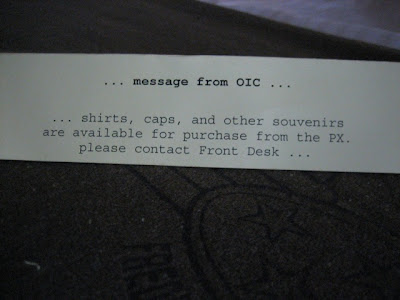 ... message from OIC ...
... shirts, caps, and other souvenirs
are available for purchase from the PX.
please contact Front Desk ...